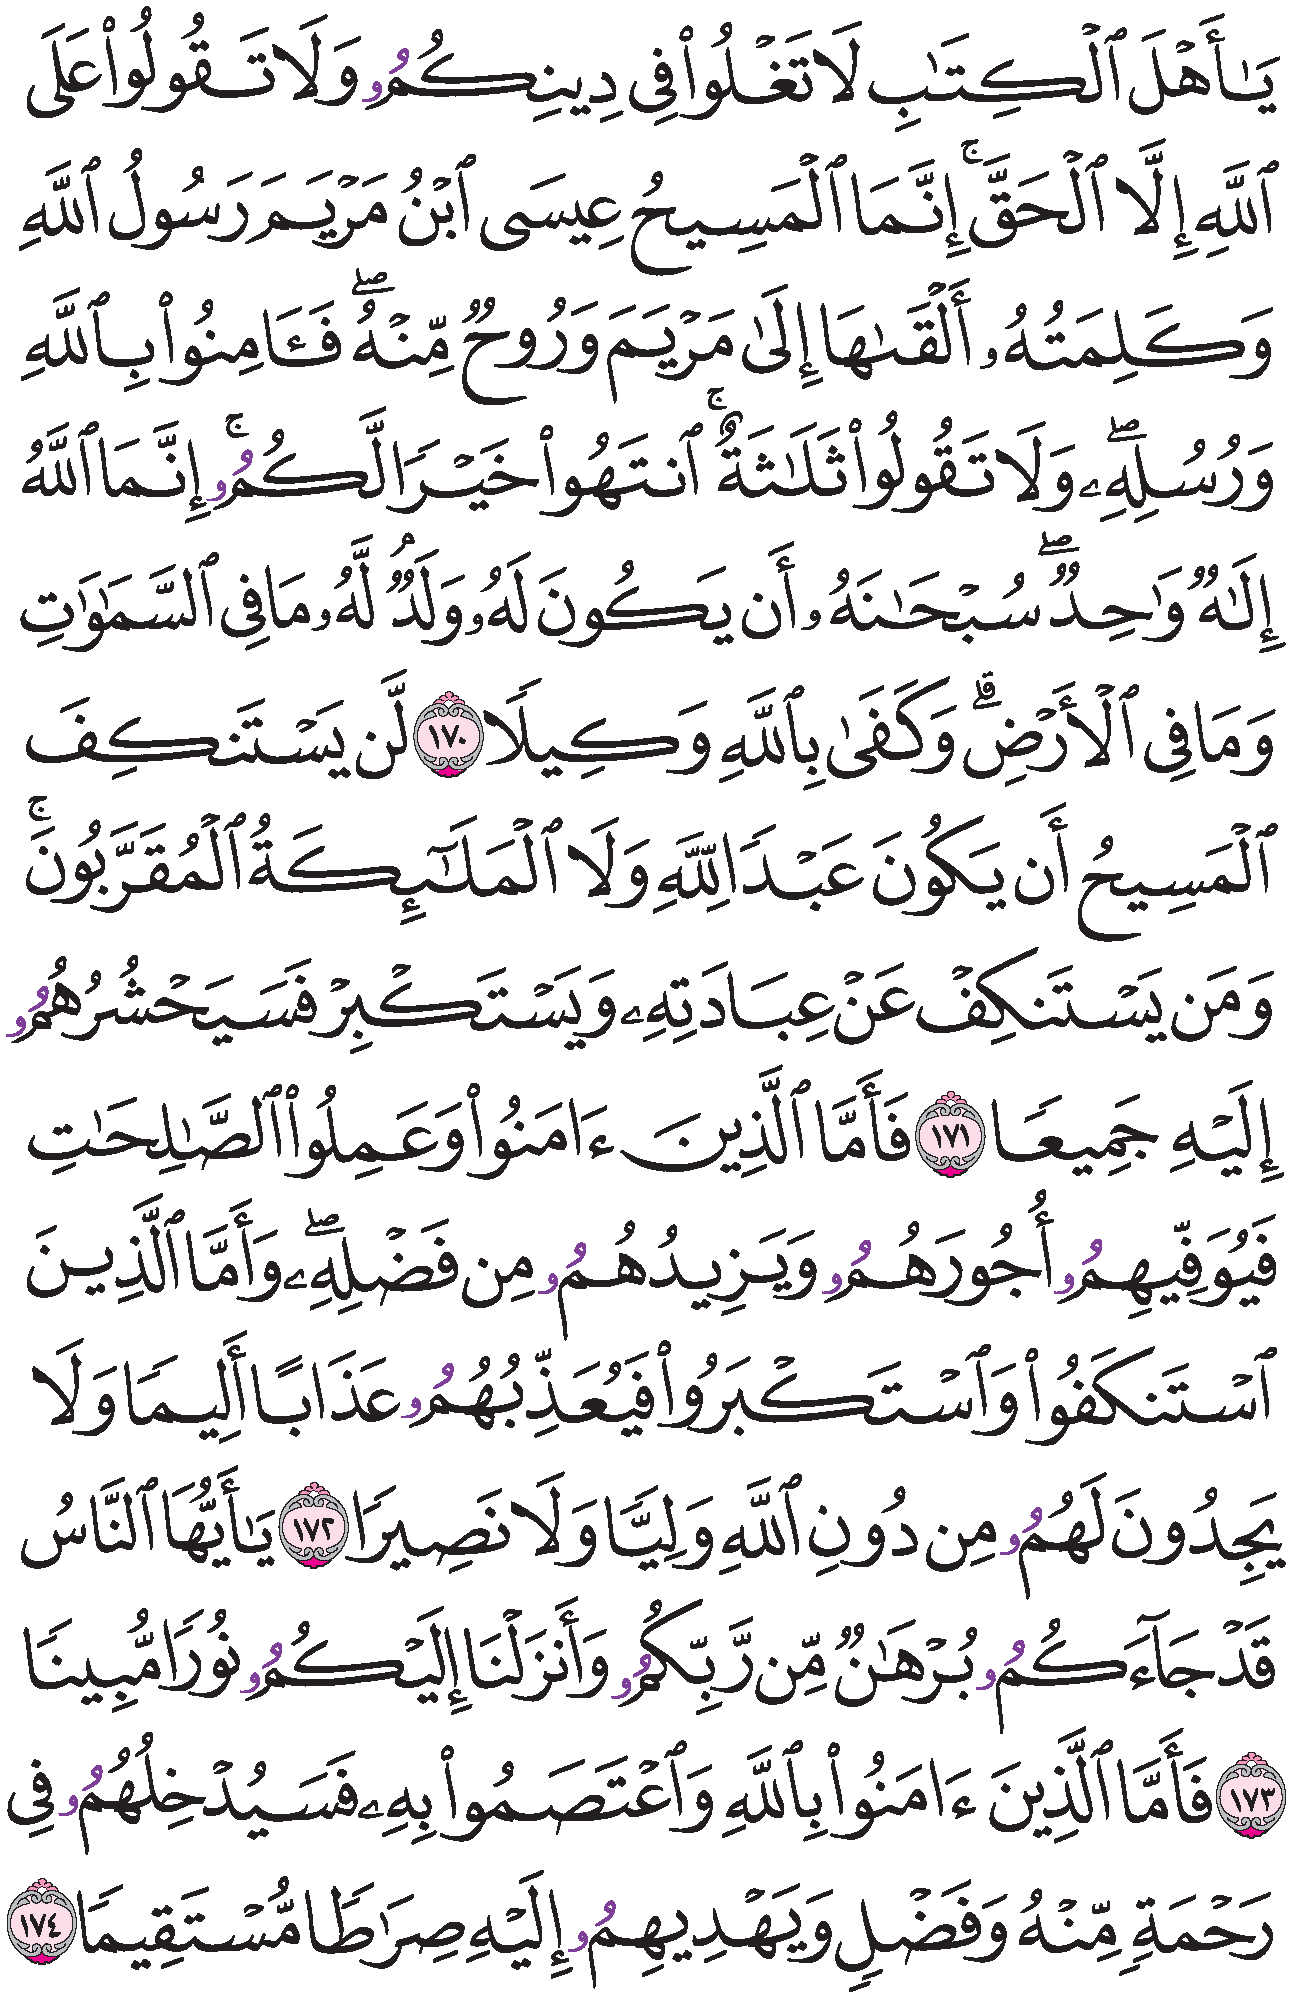 يَٰٓأَهۡلَ ٱلۡكِتَٰبِ لَا تَغۡلُواْ فِي دِينِكُمُۥ وَلَا تَقُولُواْ عَلَى
ٱللَّهِ إِلَّا ٱلۡحَقَّۚ إِنَّمَا ٱلۡمَسِيحُ عِيسَى ٱبۡنُ مَرۡيَمَ رَسُولُ ٱللَّهِ
وَكَلِمَتُهُۥ أَلۡقَىٰهَا إِلَىٰ مَرۡيَمَ وَرُوحٞ مِّنۡهُۖ فَـَٔامِنُواْ بِٱللَّهِ
وَرُسُلِهِۦۖ وَلَا تَقُولُواْ ثَلَٰثَةٌۚ ٱنتَهُواْ خَيۡرٗا لَّكُمُۥۚ إِنَّمَا ٱللَّهُ
إِلَٰهٞ وَٰحِدٞۖ سُبۡحَٰنَهُۥ أَن يَكُونَ لَهُۥ وَلَدٞۘ لَّهُۥ مَا فِي ٱلسَّمَٰوَٰتِ
وَمَا فِي ٱلۡأَرۡضِۗ وَكَفَىٰ بِٱللَّهِ وَكِيلٗا ١٧٠ لَّن يَسۡتَنكِفَ
ٱلۡمَسِيحُ أَن يَكُونَ عَبۡدٗا لِلَّهِ وَلَا ٱلۡمَلَٰٓئِكَةُ ٱلۡمُقَرَّبُونَۚ
وَمَن يَسۡتَنكِفۡ عَنۡ عِبَادَتِهِۦ وَيَسۡتَكۡبِرۡ فَسَيَحۡشُرُهُمُۥ
إِلَيۡهِ جَمِيعٗا ١٧١ فَأَمَّا ٱلَّذِينَ ءَامَنُواْ وَعَمِلُواْ ٱلصَّٰلِحَٰتِ
فَيُوَفِّيهِمُۥ أُجُورَهُمُۥ وَيَزِيدُهُمُۥ مِن فَضۡلِهِۦۖ وَأَمَّا ٱلَّذِينَ
ٱسۡتَنكَفُواْ وَٱسۡتَكۡبَرُواْ فَيُعَذِّبُهُمُۥ عَذَابًا أَلِيمٗا وَلَا
يَجِدُونَ لَهُمُۥ مِن دُونِ ٱللَّهِ وَلِيّٗا وَلَا نَصِيرٗا ١٧٢ يَٰٓأَيُّهَا ٱلنَّاسُ
قَدۡ جَآءَكُمُۥ بُرۡهَٰنٞ مِّن رَّبِّكُمُۥ وَأَنزَلۡنَا إِلَيۡكُمُۥ نُورٗا مُّبِينٗا
١٧٣ فَأَمَّا ٱلَّذِينَ ءَامَنُواْ بِٱللَّهِ وَٱعۡتَصَمُواْ بِهِۦ فَسَيُدۡخِلُهُمُۥ فِي
رَحۡمَةٖ مِّنۡهُ وَفَضۡلٖ وَيَهۡدِيهِمُۥ إِلَيۡهِ صِرَٰطٗا مُّسۡتَقِيمٗا ١٧٤